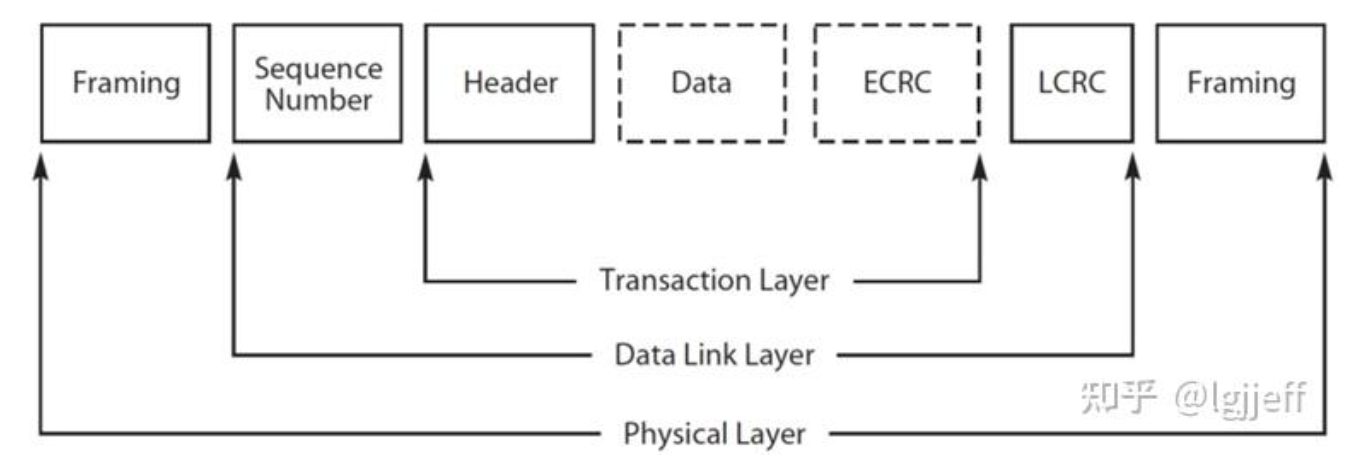 Framing
Sequence
Number
Header
Data
ECRC
LCRC
Framing
Transaction Layer
Data Link Layer
Physical Layer
知乎 @lgjjeff